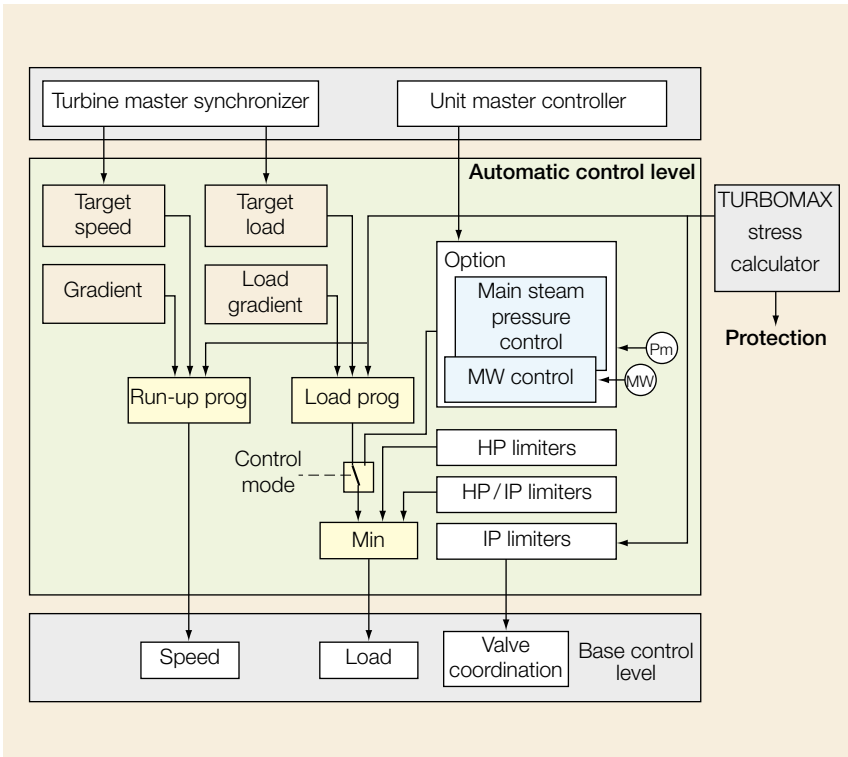 Turbine master synchronizer
Unit master controller
Automatic control level
Target
speed
Target
load
TURBOMAX
stress
calculator
Protection
Gradient
Load
gradient
Option
Main steam
pressure
control
MW control
Pm
MW
Run-up prog
Load prog
Control
mode
HP limiters
HP / IP limiters
Min
IP limiters
Speed
Load
Valve
coordination
Base control
level